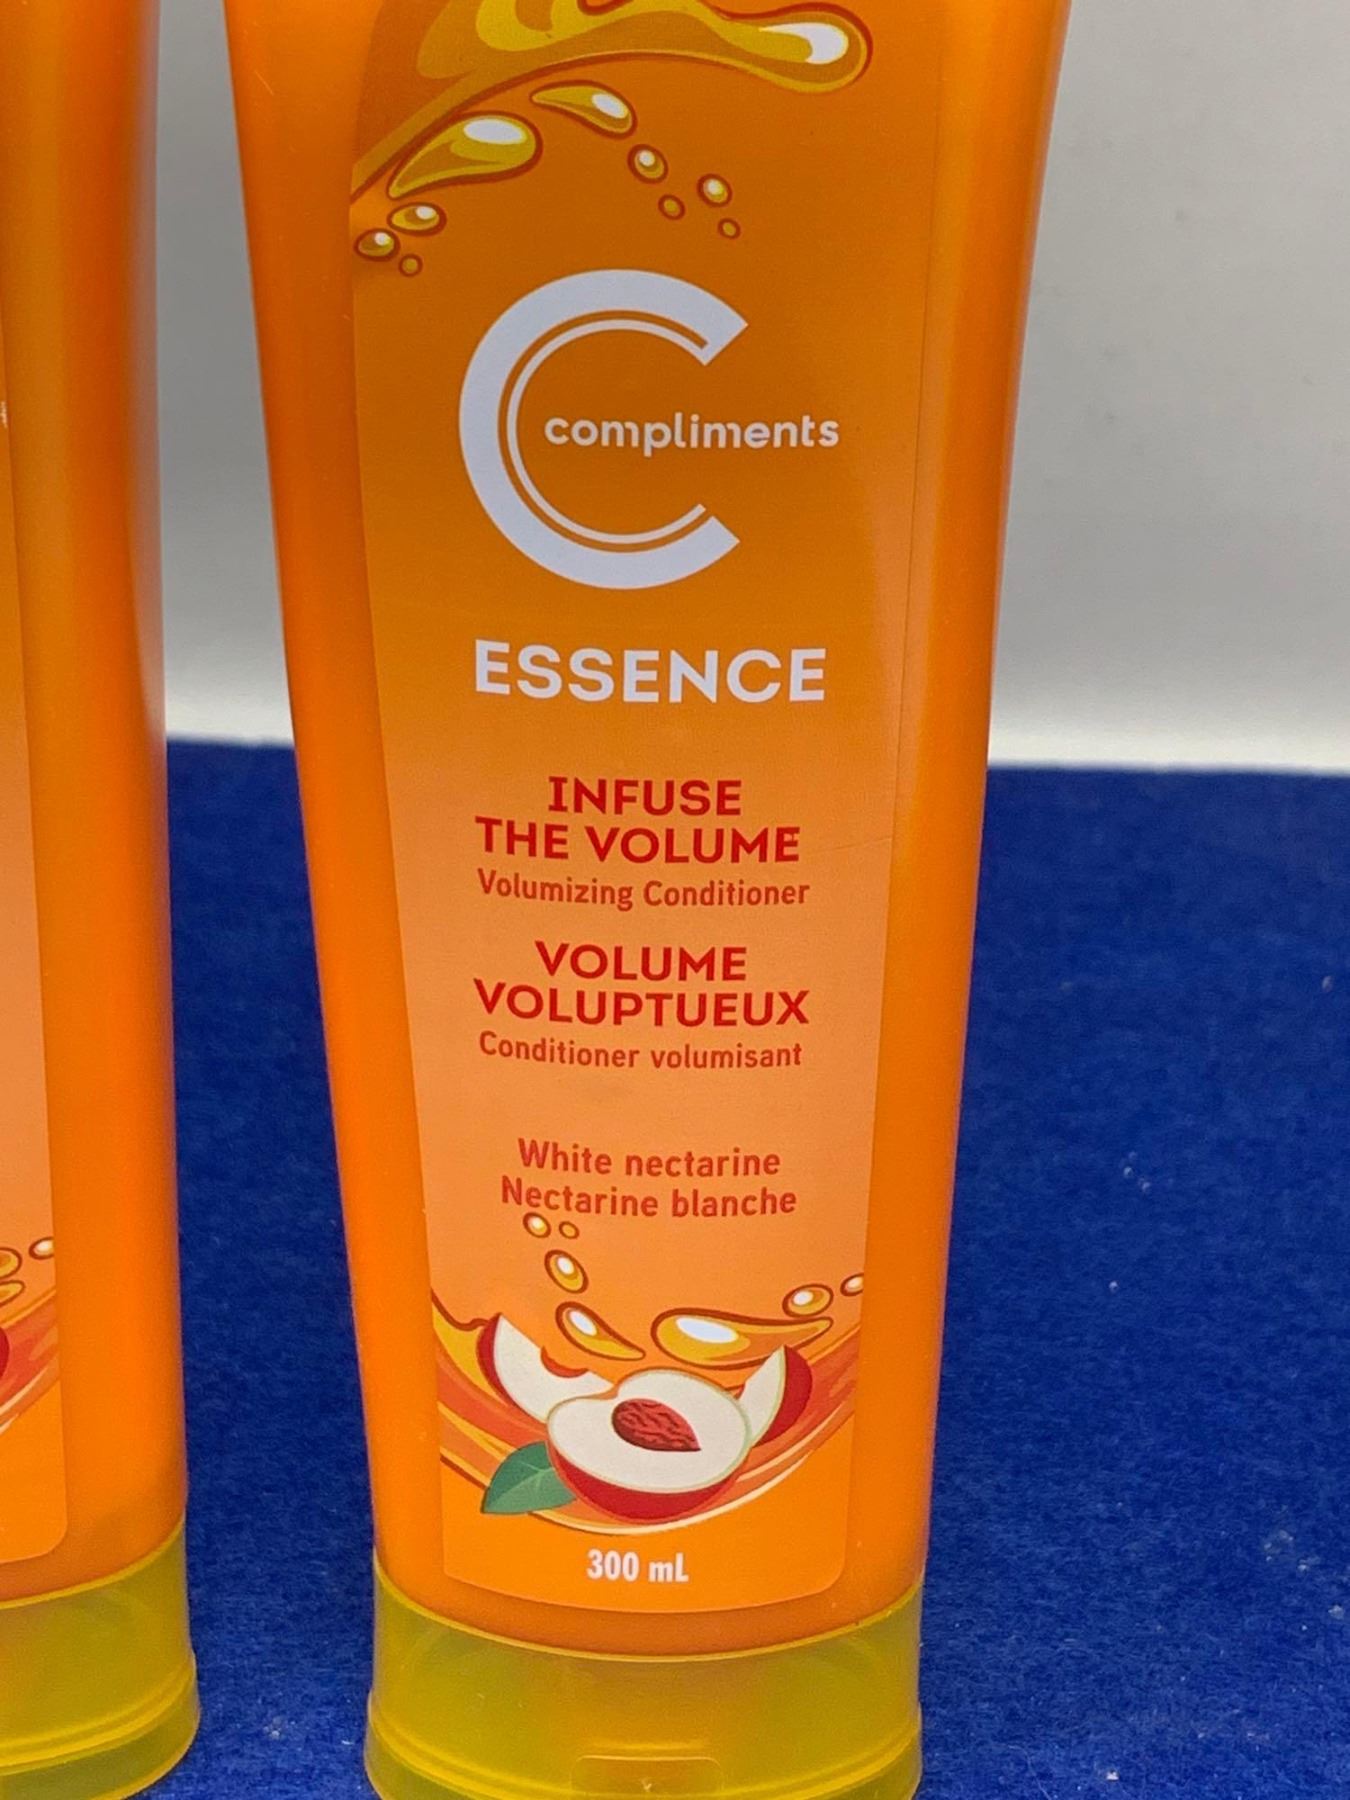 compliments
ESSENCE
INFUSE
THE VOLUME
Volumizing Conditioner
VOLUME
VOLUPTUEUX
Conditioner volumisant
White nectarine
Nectarine blanche
300 mL